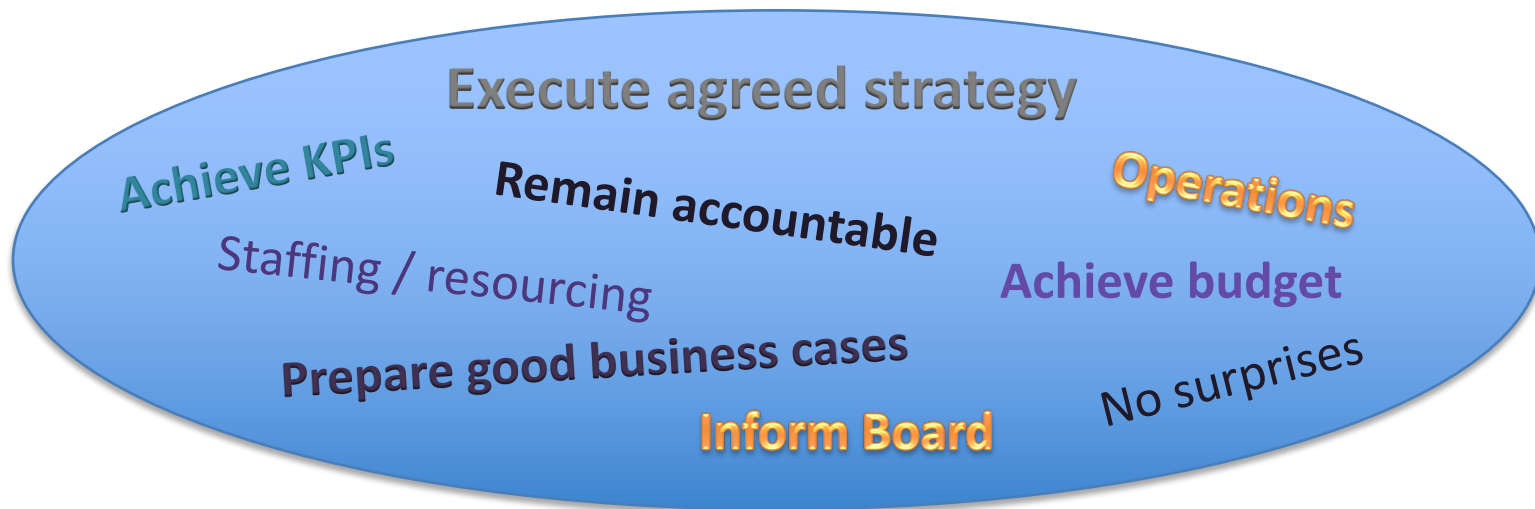 Execute agreed strategy
Achieve KPIs
Remain accountable
Operations
Staffing / resourcing
Achieve budget
Prepare good business cases
No surprises
Inform Board